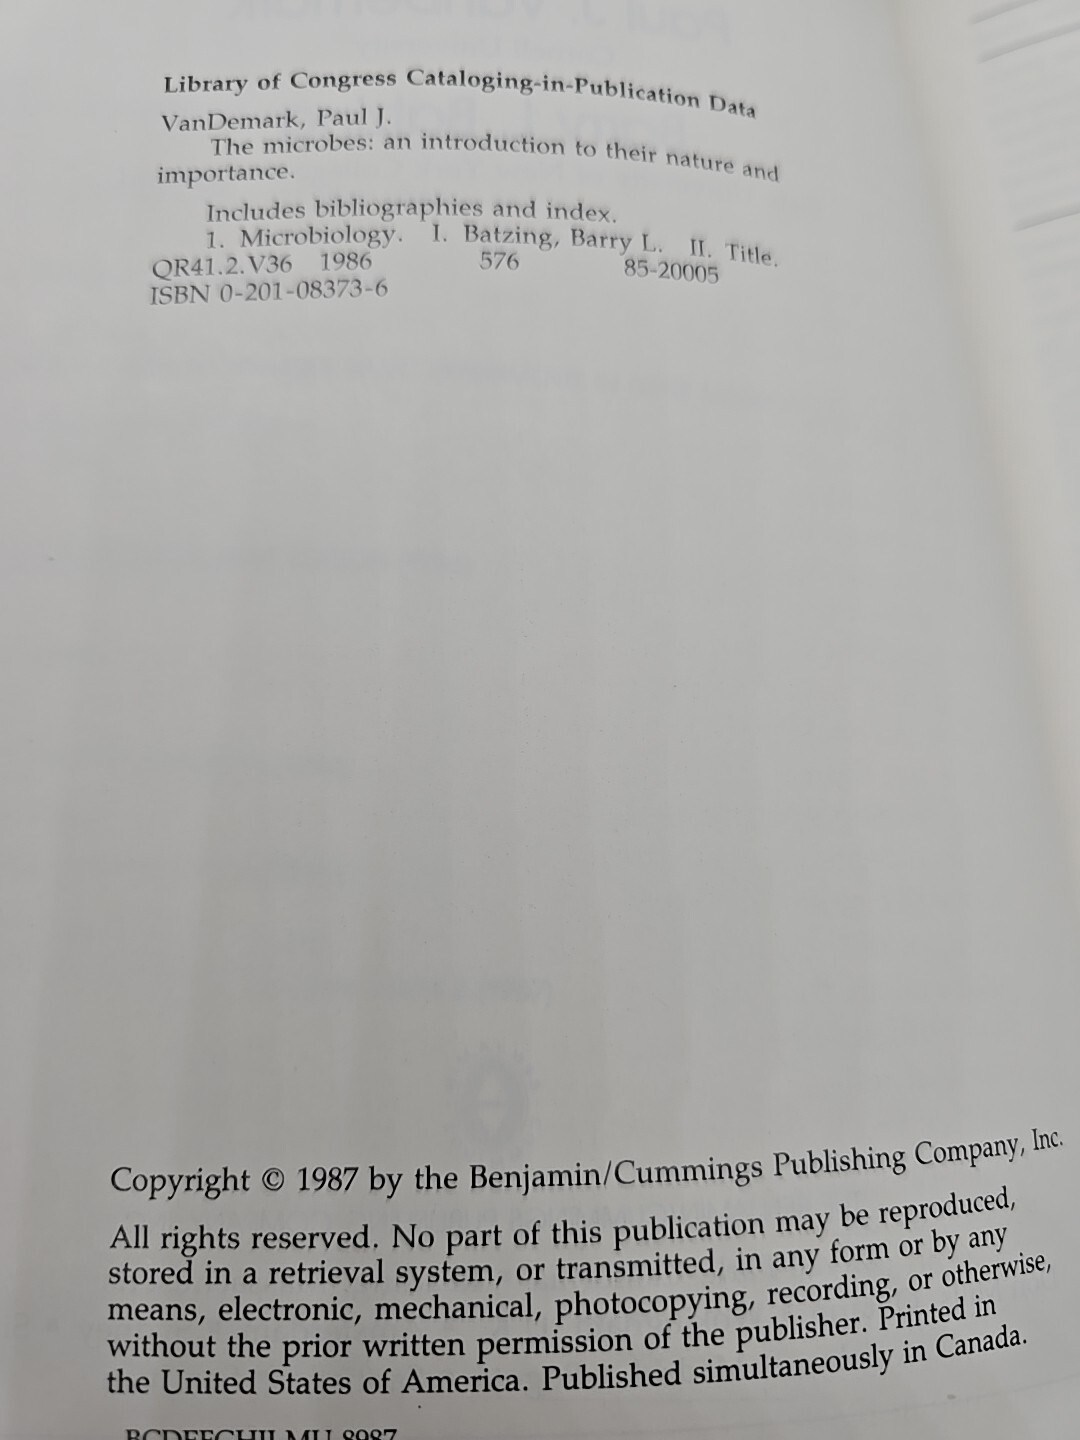 Library of Congress Cataloging-in-Publication Data
VanDemark, Paul J.
The microbes: an introduction to their nature and
importance.
Includes bibliographies and index.
1. Microbiology. I. Batzing, Barry L. II. Title.
QR41.2.V36 1986 576 85-20005
ISBN 0-201-08373-6
Copyright © 1987 by the Benjamin/Cummings Publishing Company, Inc.
All rights reserved. No part of this publication may be reproduced,
stored in a retrieval system, or transmitted, in any form or by any
means, electronic, mechanical, photocopying, recording, or otherwise,
without the prior written permission of the publisher. Printed in
the United States of America. Published simultaneously in Canada.
8987